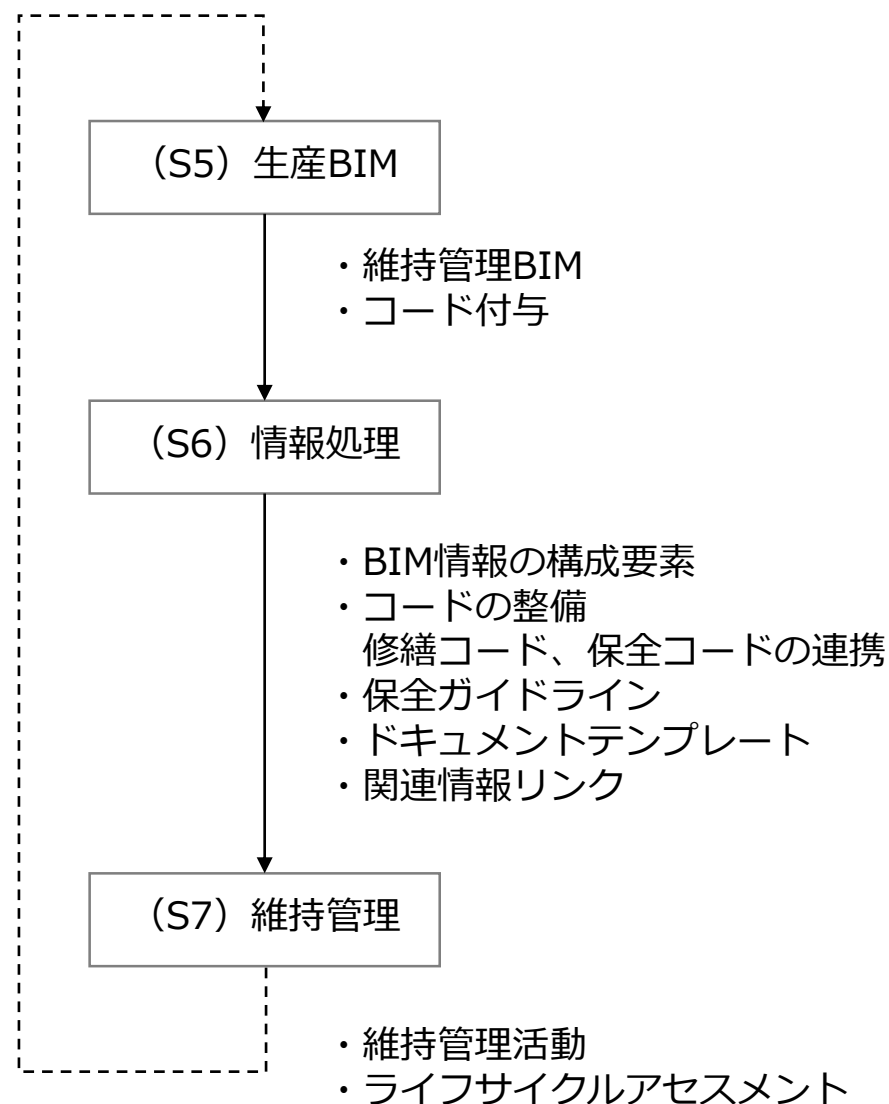 （S5）生産BIM
・維持管理BIM
・コード付与
（S6）情報処理
・BIM情報の構成要素
・コードの整備
修繕コード、保全コードの連携
・保全ガイドライン
・ドキュメントテンプレート
・関連情報リンク
（S7）維持管理
・維持管理活動
・ライフサイクルアセスメント